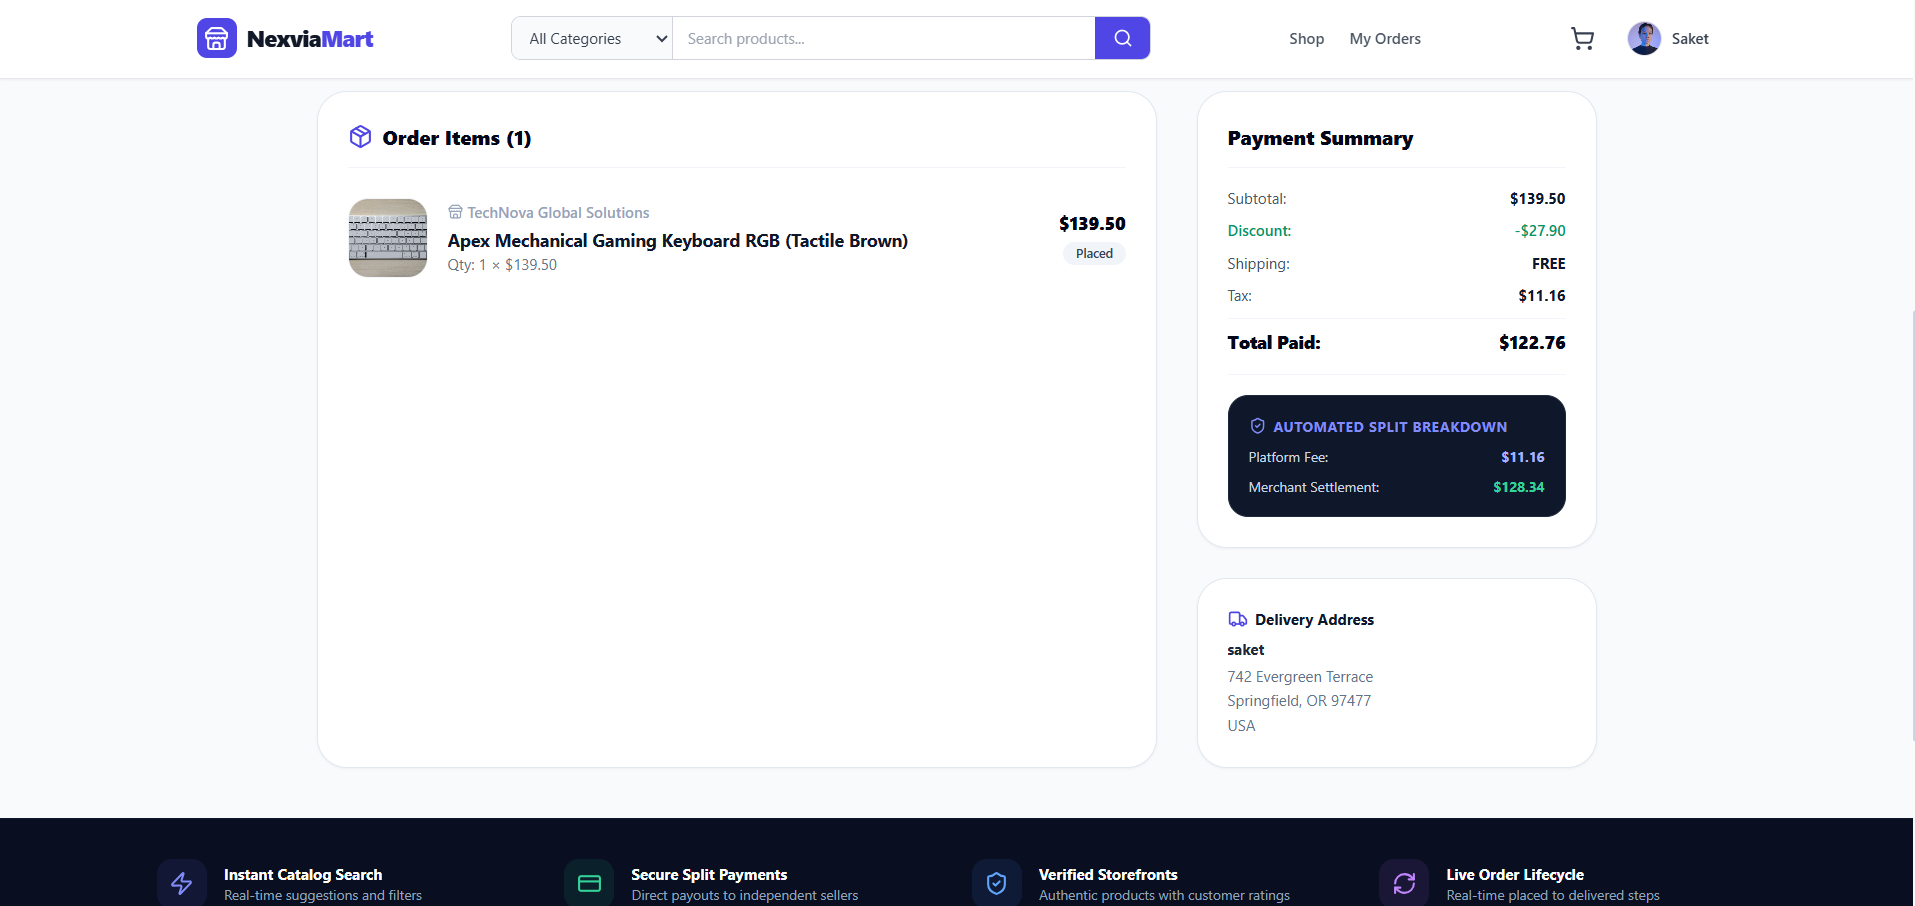 NexviaMart
All Categories
Search products...
Shop
My Orders
Saket
Order Items (1)
TechNova Global Solutions
Apex Mechanical Gaming Keyboard RGB (Tactile Brown)
Qty: 1 × $139.50
$139.50
Placed
Payment Summary
Subtotal: $139.50
Discount: -$27.90
Shipping: FREE
Tax: $11.16
Total Paid: $122.76
AUTOMATED SPLIT BREAKDOWN
Platform Fee: $11.16
Merchant Settlement: $128.34
Delivery Address
saket
742 Evergreen Terrace
Springfield, OR 97477
USA
Instant Catalog Search
Real-time suggestions and filters
Secure Split Payments
Direct payouts to independent sellers
Verified Storefronts
Authentic products with customer ratings
Live Order Lifecycle
Real-time placed to delivered steps